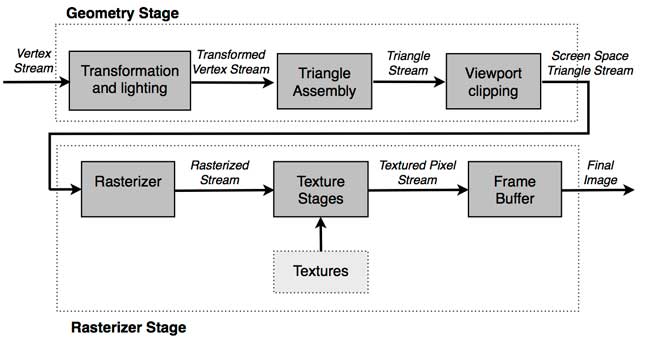 Geometry Stage
Vertex
Stream
Transformation
and lighting
Transformed
Vertex Stream
Triangle
Assembly
Triangle
Stream
Viewport
clipping
Screen Space
Triangle Stream
Rasterizer
Rasterized
Stream
Texture
Stages
Textured Pixel
Stream
Frame
Buffer
Final
Image
Textures
Rasterizer Stage